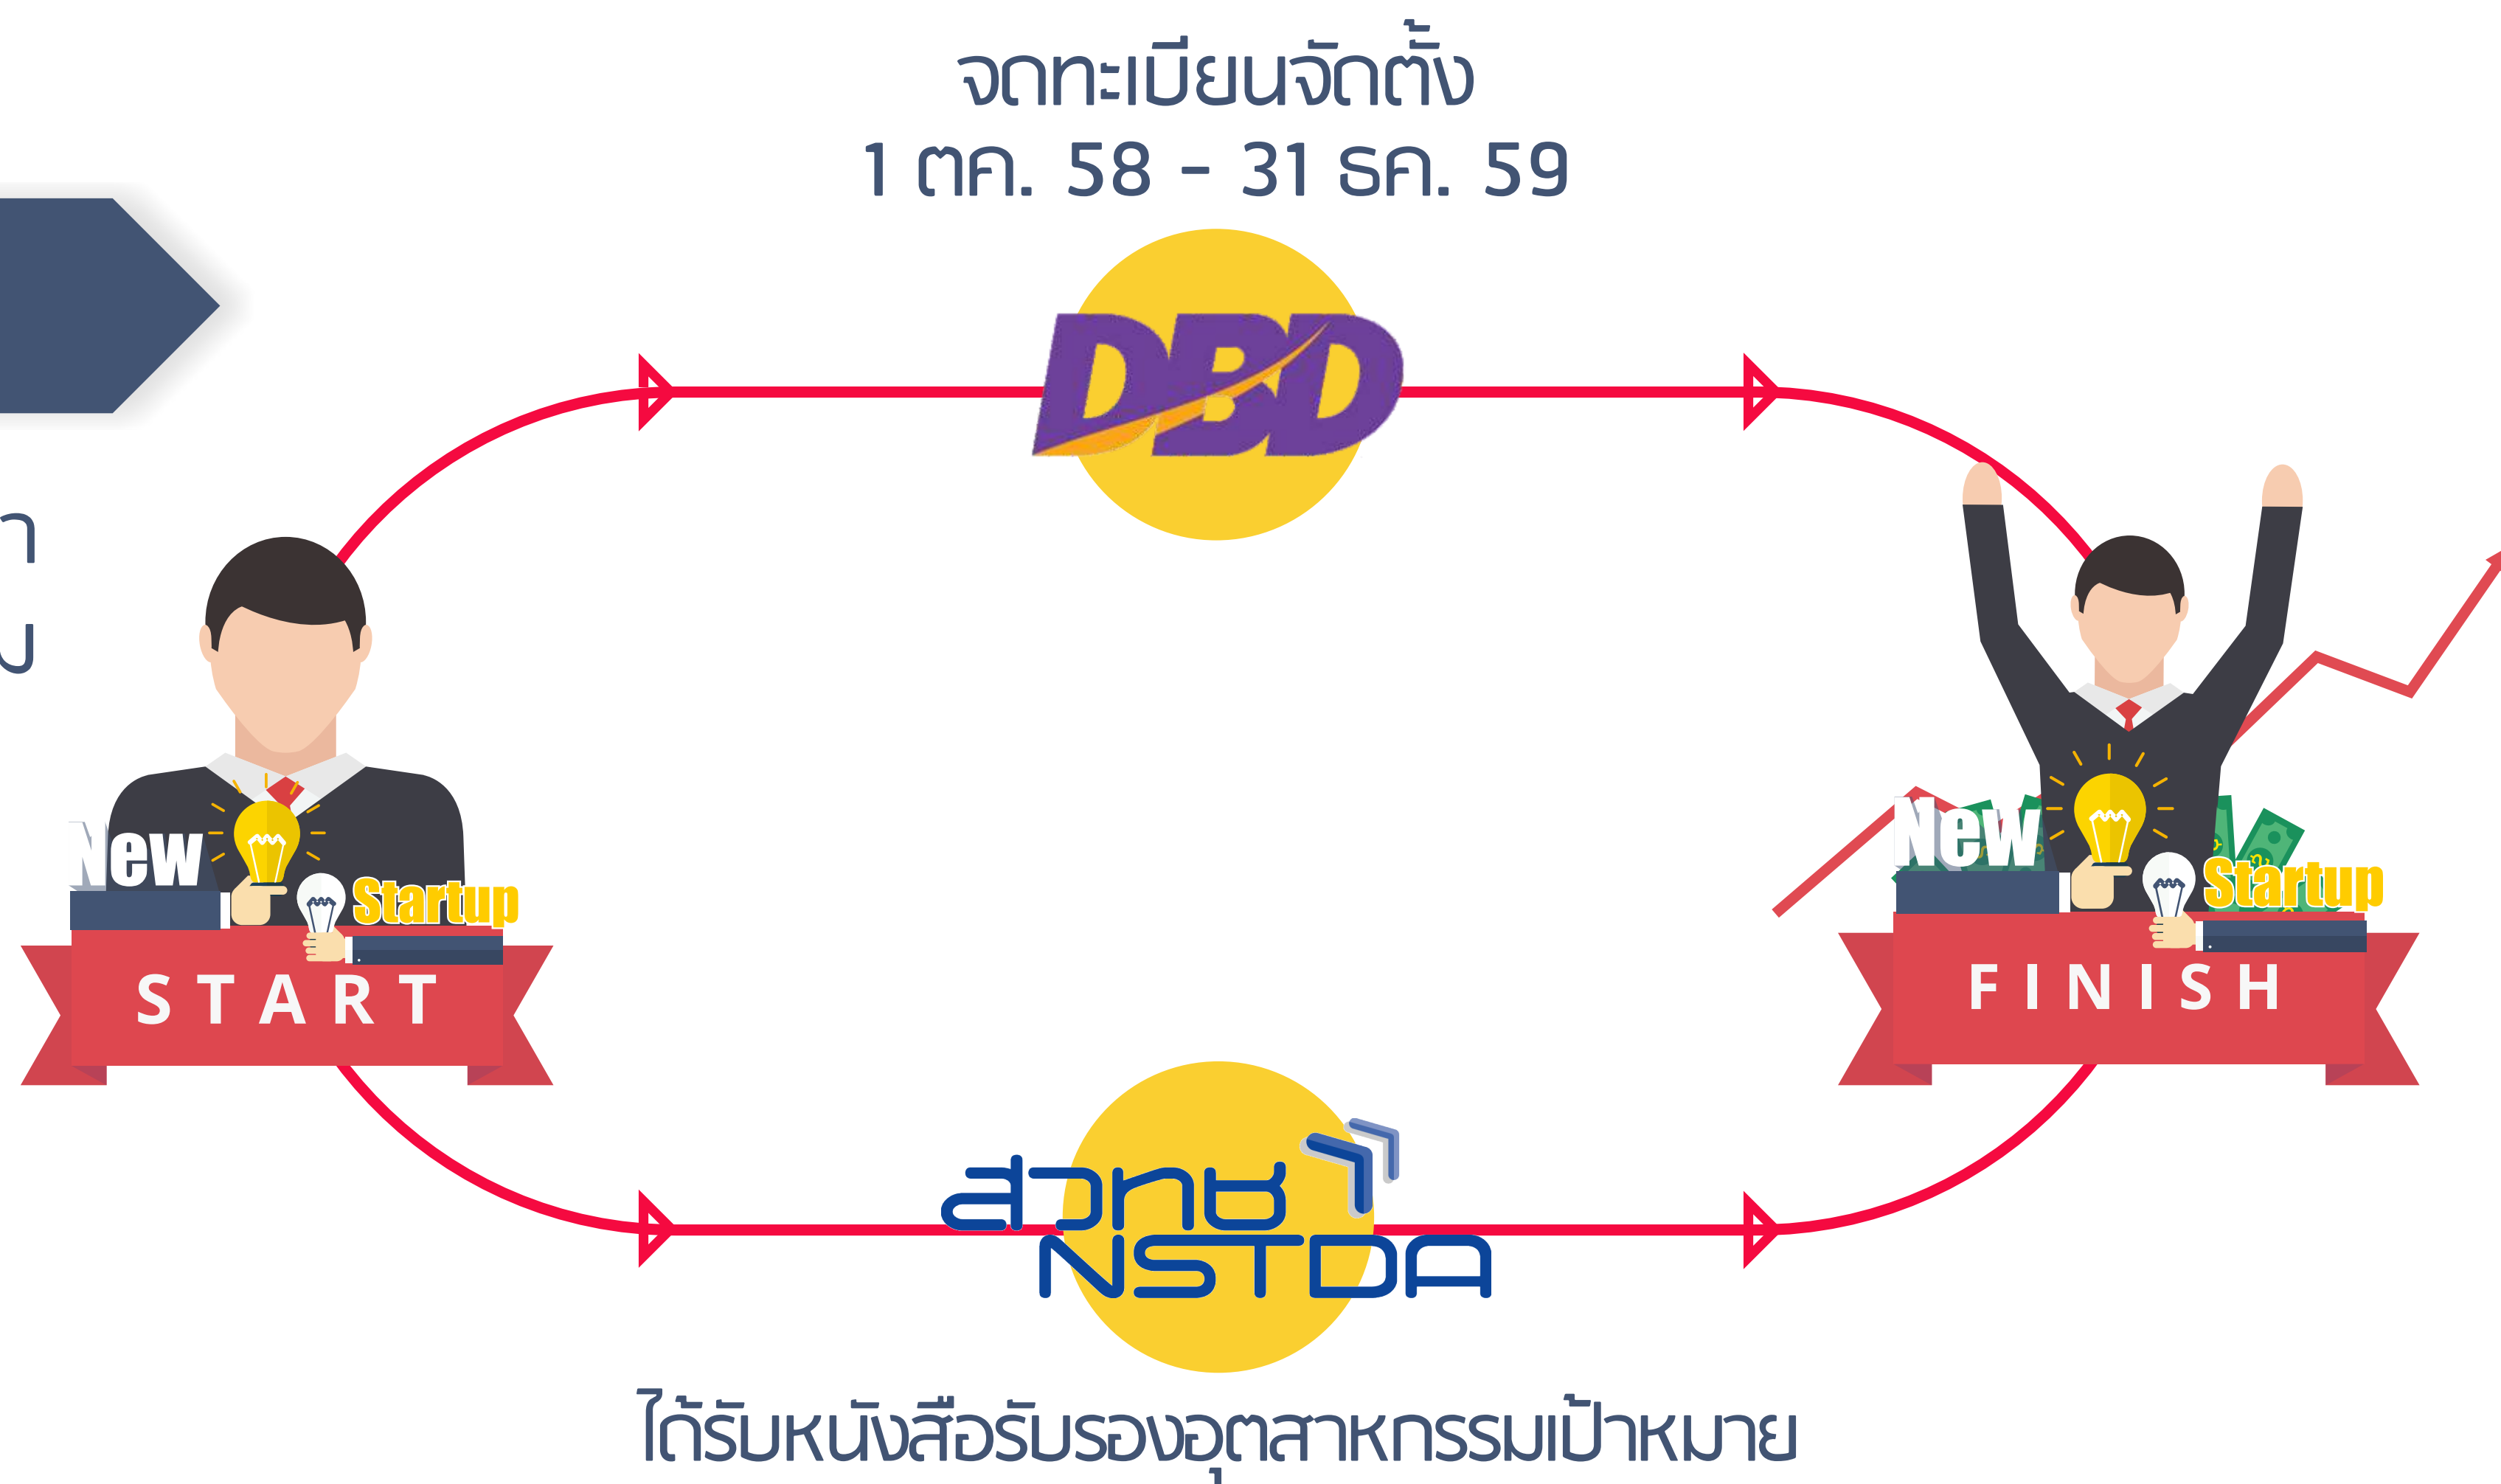 จดทะเบียนจัดตั้ง
1 ตค. 58 - 31 ธค. 59
DBD
New
Startup
START
New
Startup
FINISH
สวทช
NSTDA
ได้รับหนังสือรับรองอุตสาหกรรมเป้าหมาย